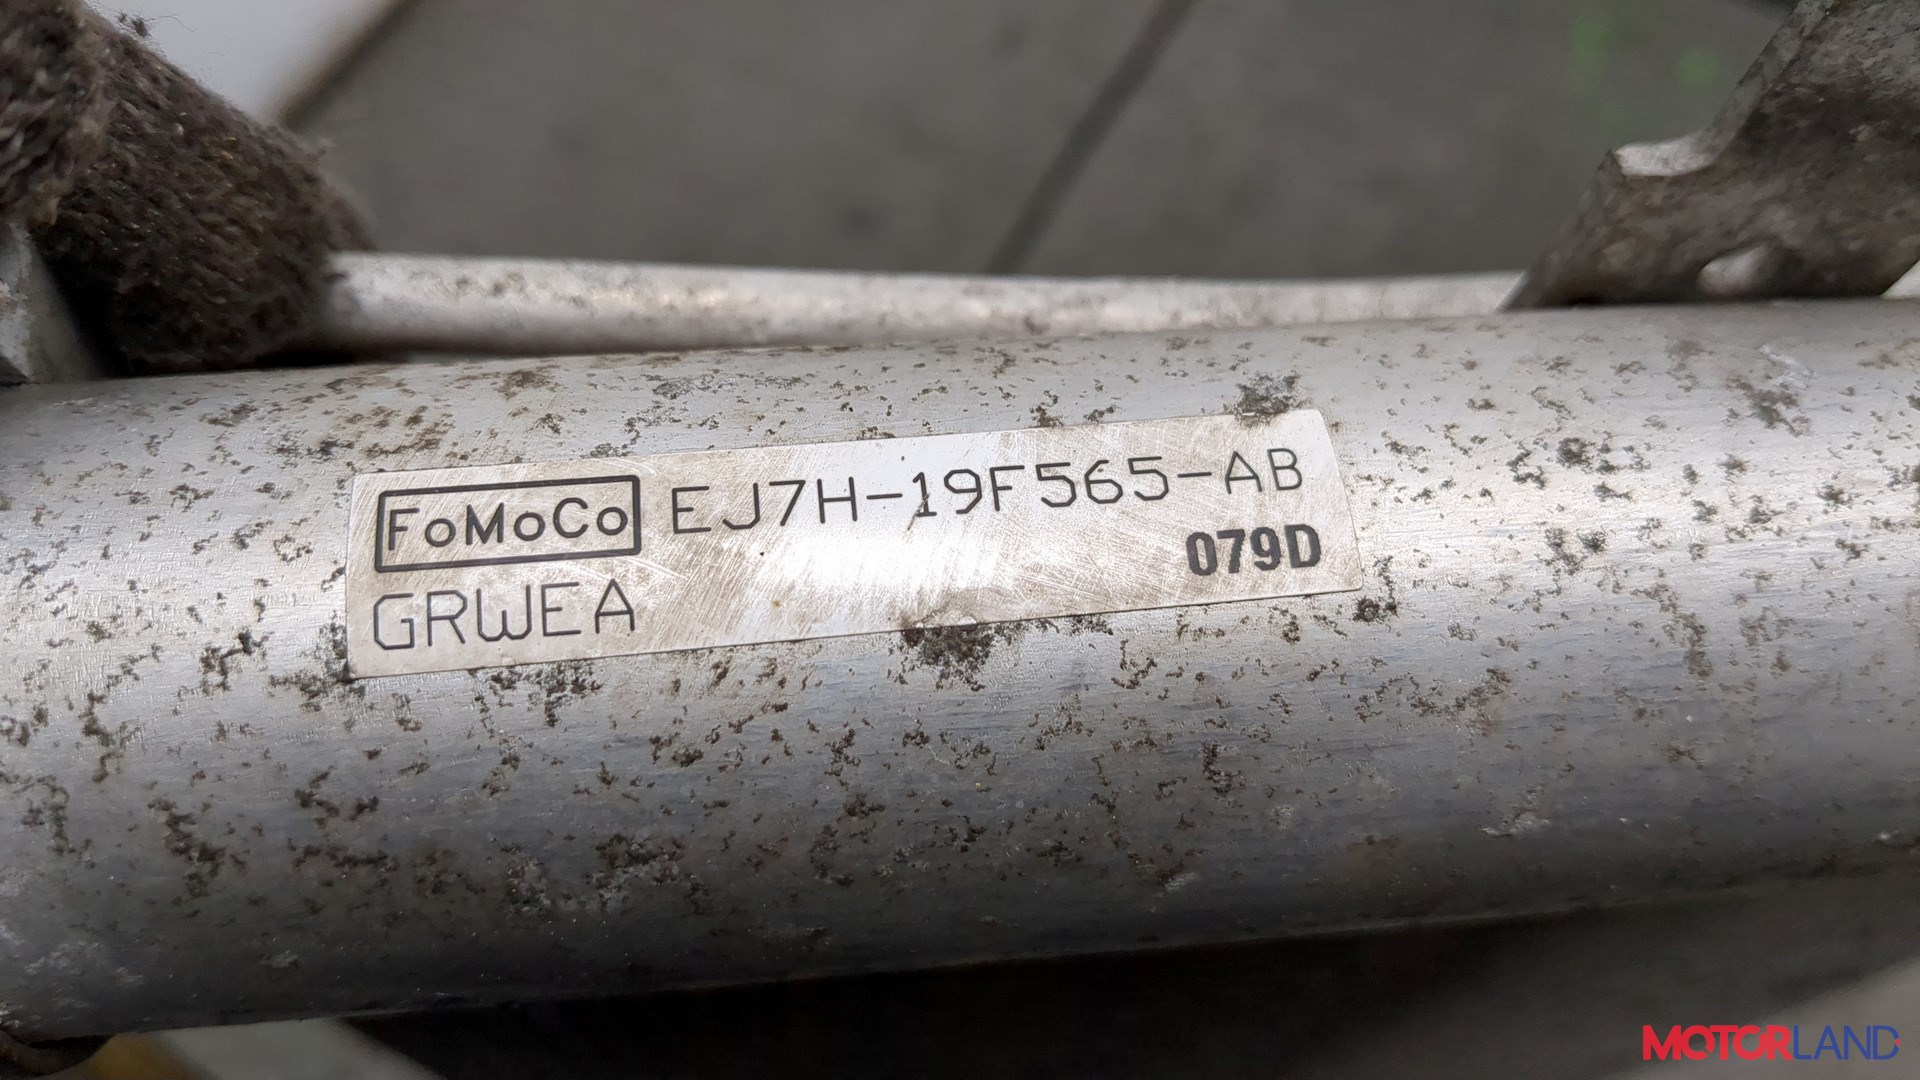 FoMoCo EJ7H-19F565-AB
079D
GRWEA
MOTORLAND